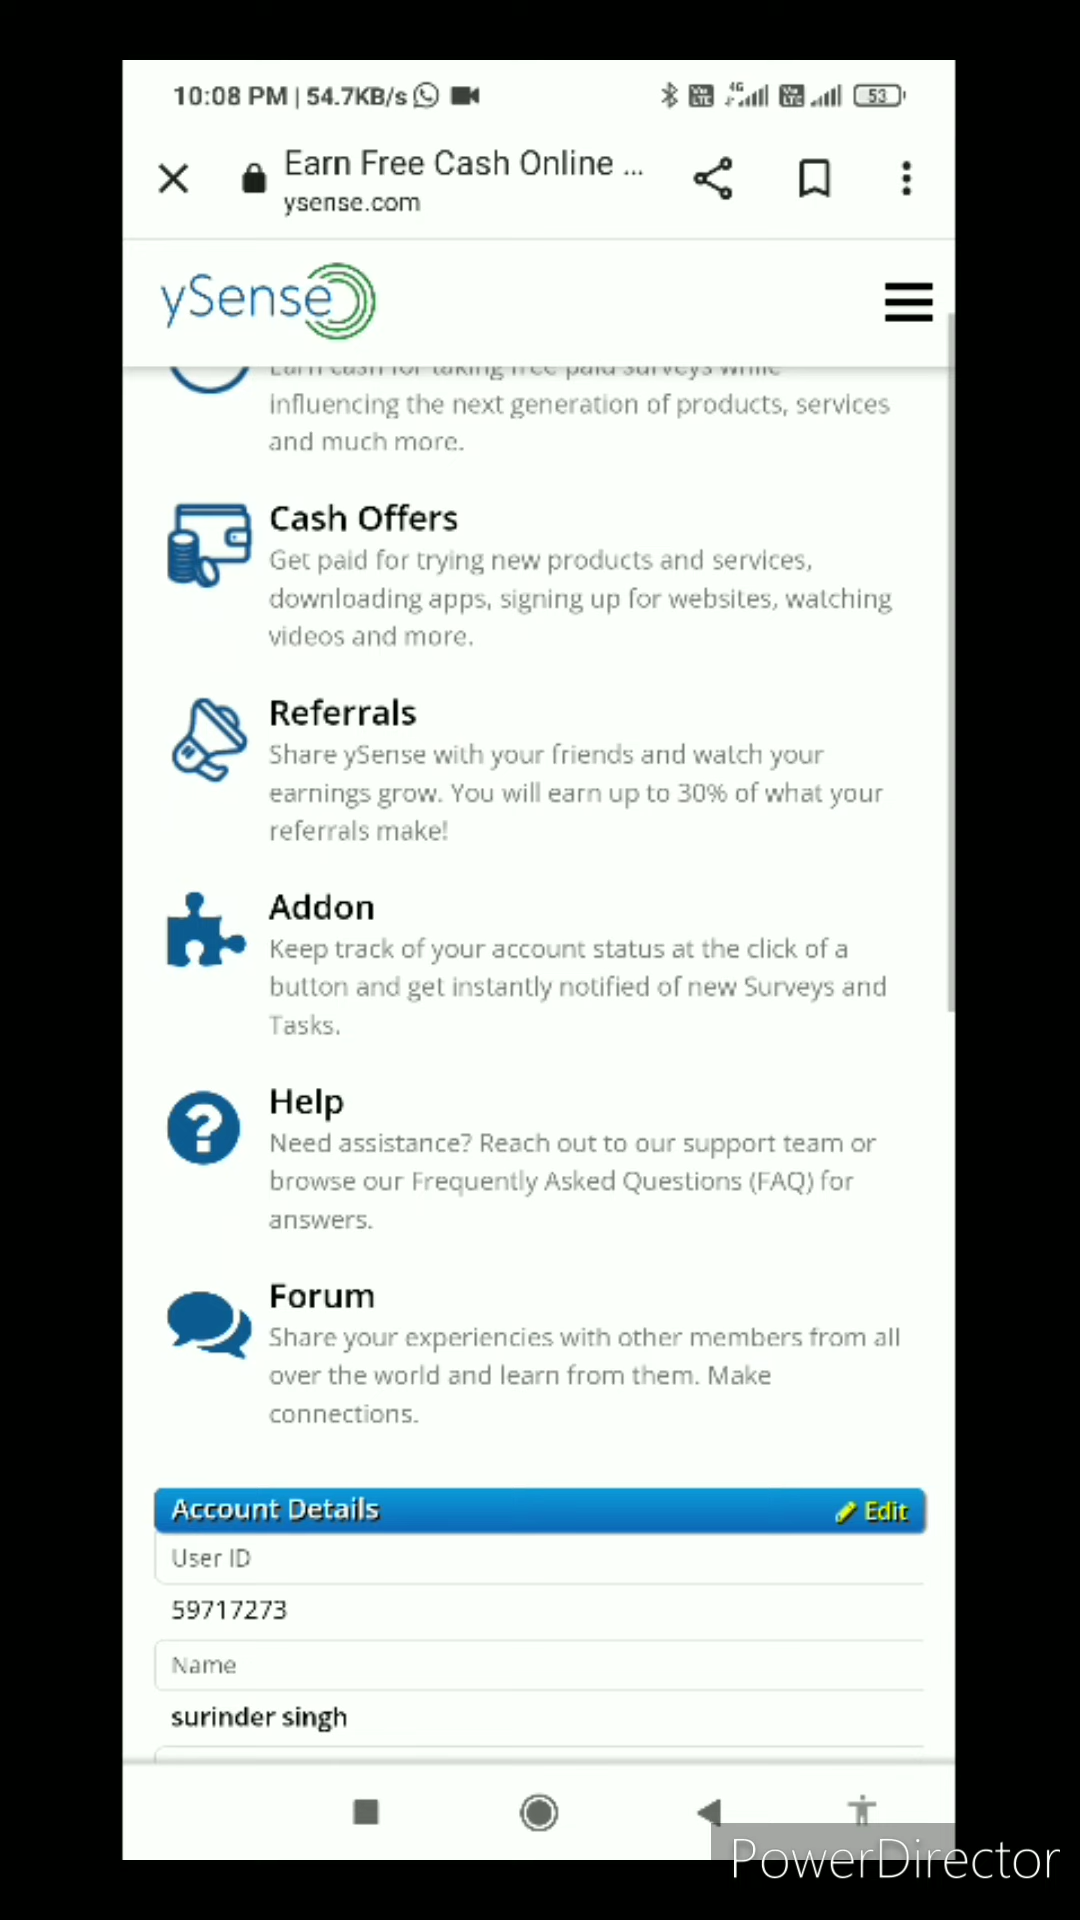 10:08 PM | 54.7KB/s
4G
53
Earn Free Cash Online ...
ysense.com
ySense
Earn cash for taking free paid surveys while
influencing the next generation of products, services
and much more.
Cash Offers
Get paid for trying new products and services,
downloading apps, signing up for websites, watching
videos and more.
Referrals
Share ySense with your friends and watch your
earnings grow. You will earn up to 30% of what your
referrals make!
Addon
Keep track of your account status at the click of a
button and get instantly notified of new Surveys and
Tasks.
Help
Need assistance? Reach out to our support team or
browse our Frequently Asked Questions (FAQ) for
answers.
Forum
Share your experiencies with other members from all
over the world and learn from them. Make
connections.
Account Details
Edit
User ID
59717273
Name
surinder singh
PowerDirector